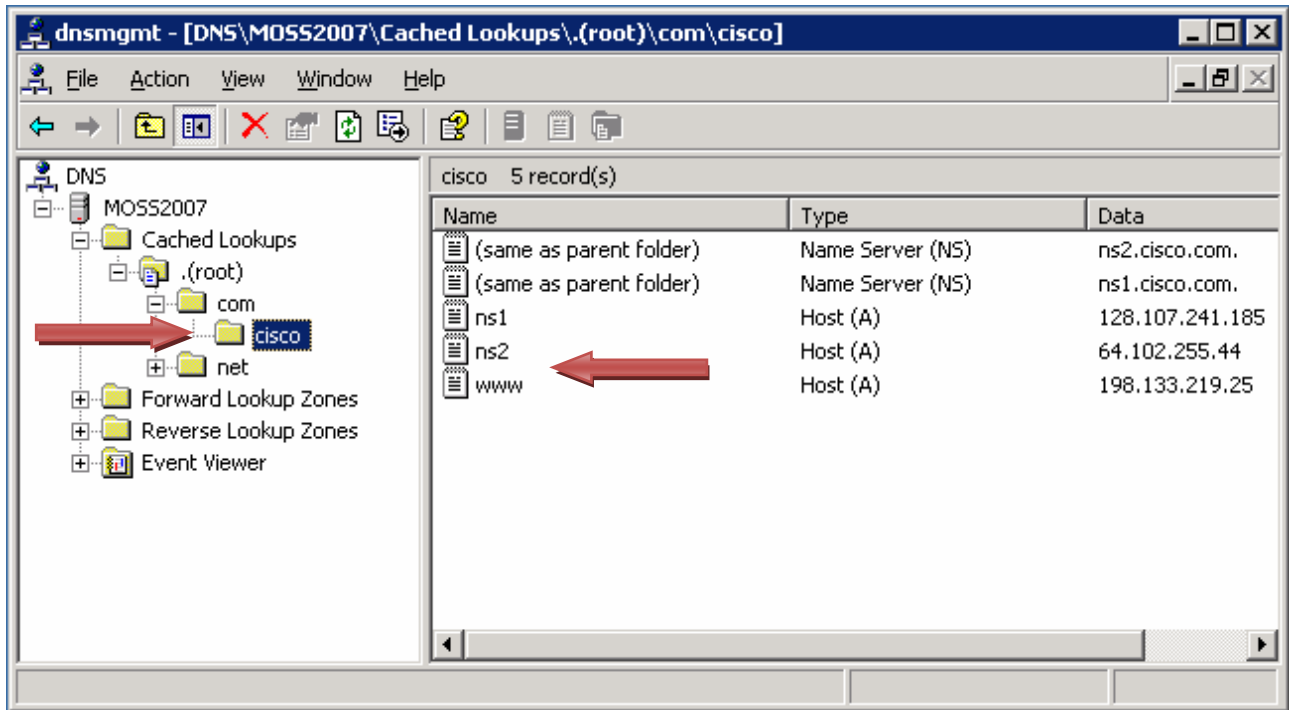 dnsmgmt - [DNS\MOSS2007\Cached Lookups\.(root)\com\cisco]
File Action View Window Help
DNS
MOSS2007
Cached Lookups
.(root)
com
cisco
net
Forward Lookup Zones
Reverse Lookup Zones
Event Viewer
cisco 5 record(s)
Name Type Data
(same as parent folder) Name Server (NS) ns2.cisco.com.
(same as parent folder) Name Server (NS) ns1.cisco.com.
ns1 Host (A) 128.107.241.185
ns2 Host (A) 64.102.255.44
www Host (A) 198.133.219.25